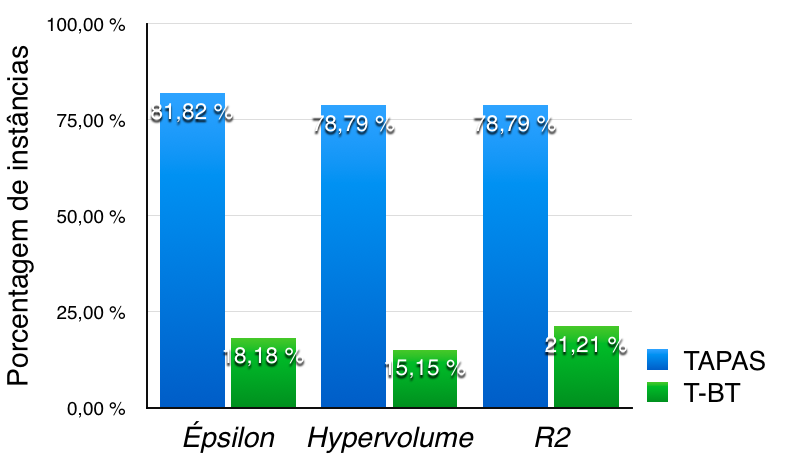 100,00 %
75,00 %
50,00 %
25,00 %
0,00 %
Porcentagem de instâncias
81,82 %
18,18 %
78,79 %
15,15 %
78,79 %
21,21 %
Épsilon
Hypervolume
R2
TAPAS
T-BT